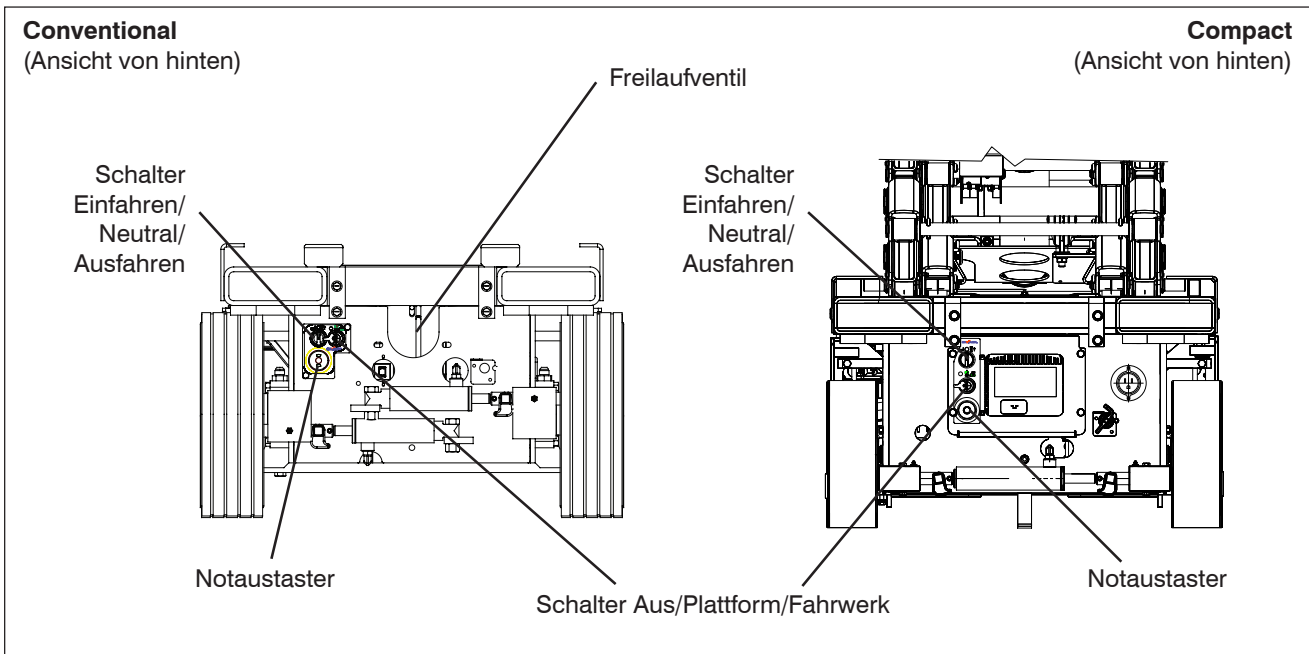 Conventional
(Ansicht von hinten)
Compact
(Ansicht von hinten)
Freilaufventil
Schalter
Einfahren/
Neutral/
Ausfahren
Schalter
Einfahren/
Neutral/
Ausfahren
Notaustaster
Schalter Aus/Plattform/Fahrwerk
Notaustaster